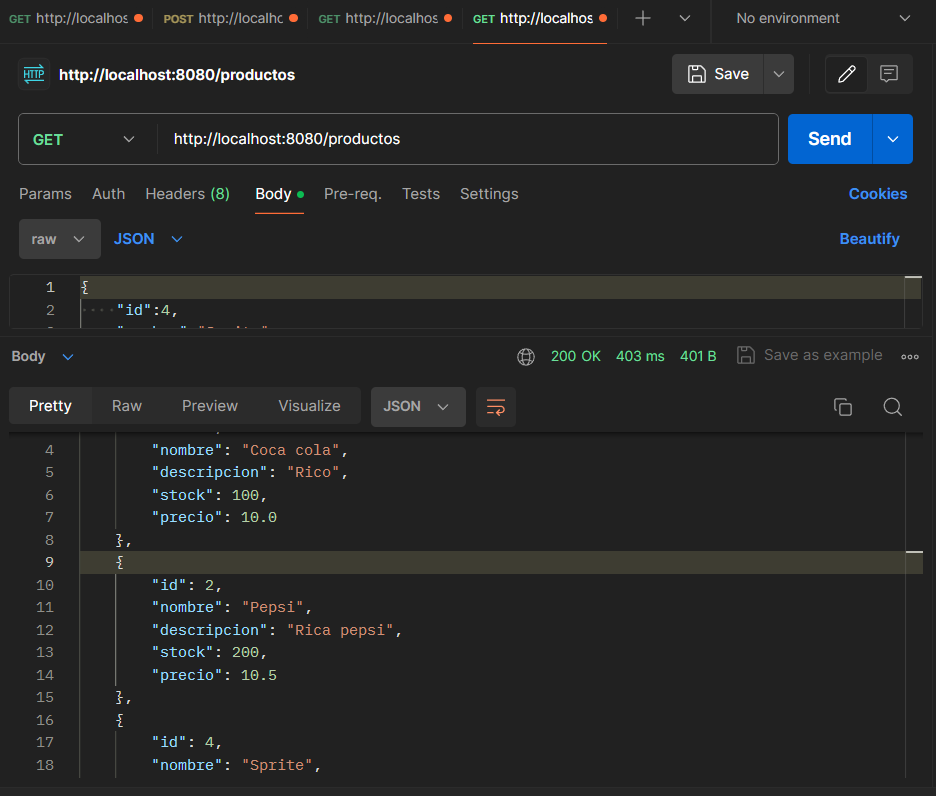 GET http://localhos POST http://localhc GET http://localhos GET http://localhos No environment
HTTP http://localhost:8080/productos Save
GET http://localhost:8080/productos Send
Params Auth Headers (8) Body Pre-req. Tests Settings Cookies
raw JSON Beautify
1 {
2 "id":4,
Body 200 OK 403 ms 401 B Save as example
Pretty Raw Preview Visualize JSON
4 "nombre": "Coca cola",
5 "descripcion": "Rico",
6 "stock": 100,
7 "precio": 10.0
8 },
9 {
10 "id": 2,
11 "nombre": "Pepsi",
12 "descripcion": "Rica pepsi",
13 "stock": 200,
14 "precio": 10.5
15 },
16 {
17 "id": 4,
18 "nombre": "Sprite",